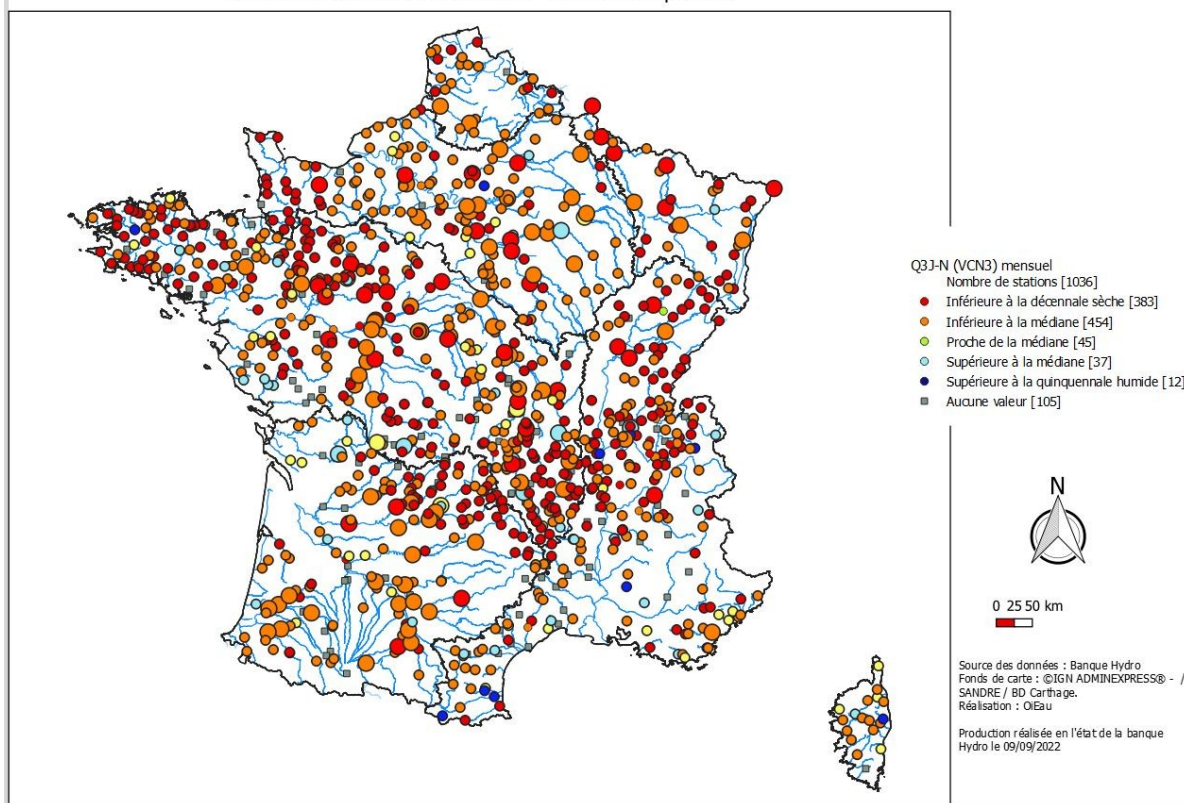 Q3J-N (VCN3) mensuel
Nombre de stations [1036]
Inférieure à la décennale sèche [383]
Inférieure à la médiane [454]
Proche de la médiane [45]
Supérieure à la médiane [37]
Supérieure à la quinquennale humide [12]
Aucune valeur [105]
N
0 25 50 km
Source des données : Banque Hydro
Fonds de carte : ©IGN ADMINEXPRESS® - /
SANDRE / BD Carthage.
Réalisation : OiEau
Production réalisée en l'état de la banque
Hydro le 09/09/2022